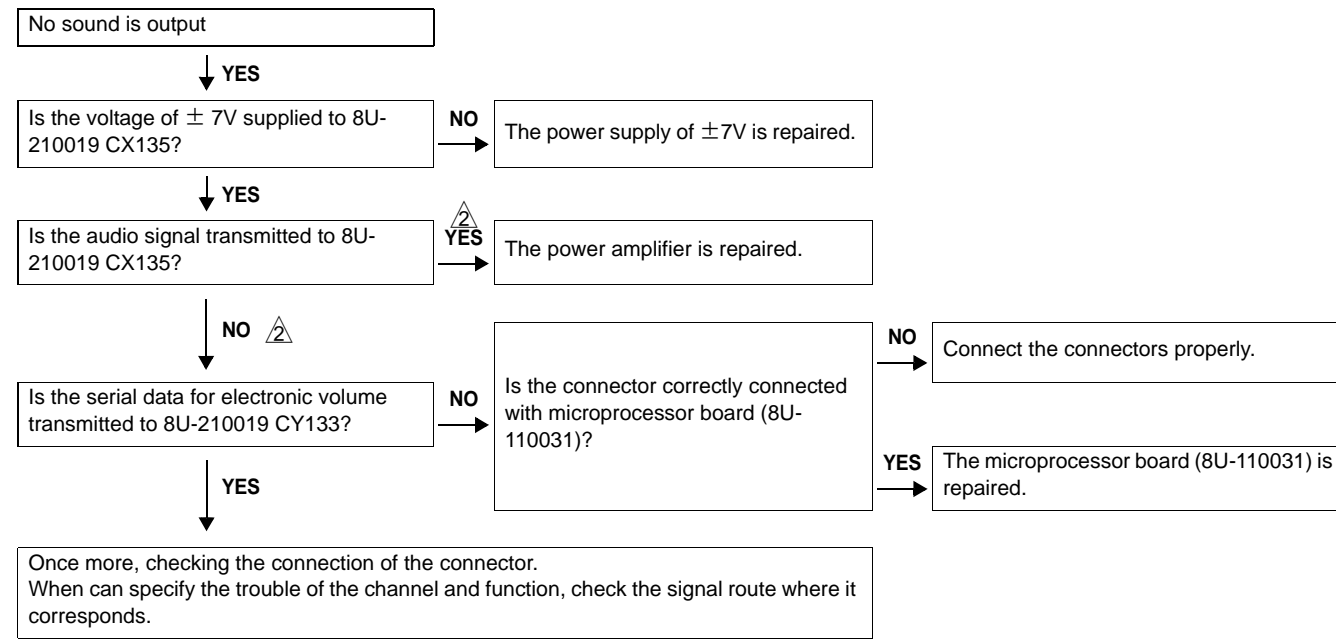 No sound is output
YES
Is the voltage of ± 7V supplied to 8U-
210019 CX135?
NO
The power supply of ±7V is repaired.
YES
Is the audio signal transmitted to 8U-
210019 CX135?
2
YES
The power amplifier is repaired.
NO 2
Is the serial data for electronic volume
transmitted to 8U-210019 CY133?
NO
Is the connector correctly connected
with microprocessor board (8U-
110031)?
NO
Connect the connectors properly.
YES
The microprocessor board (8U-110031) is
repaired.
YES
Once more, checking the connection of the connector.
When can specify the trouble of the channel and function, check the signal route where it
corresponds.